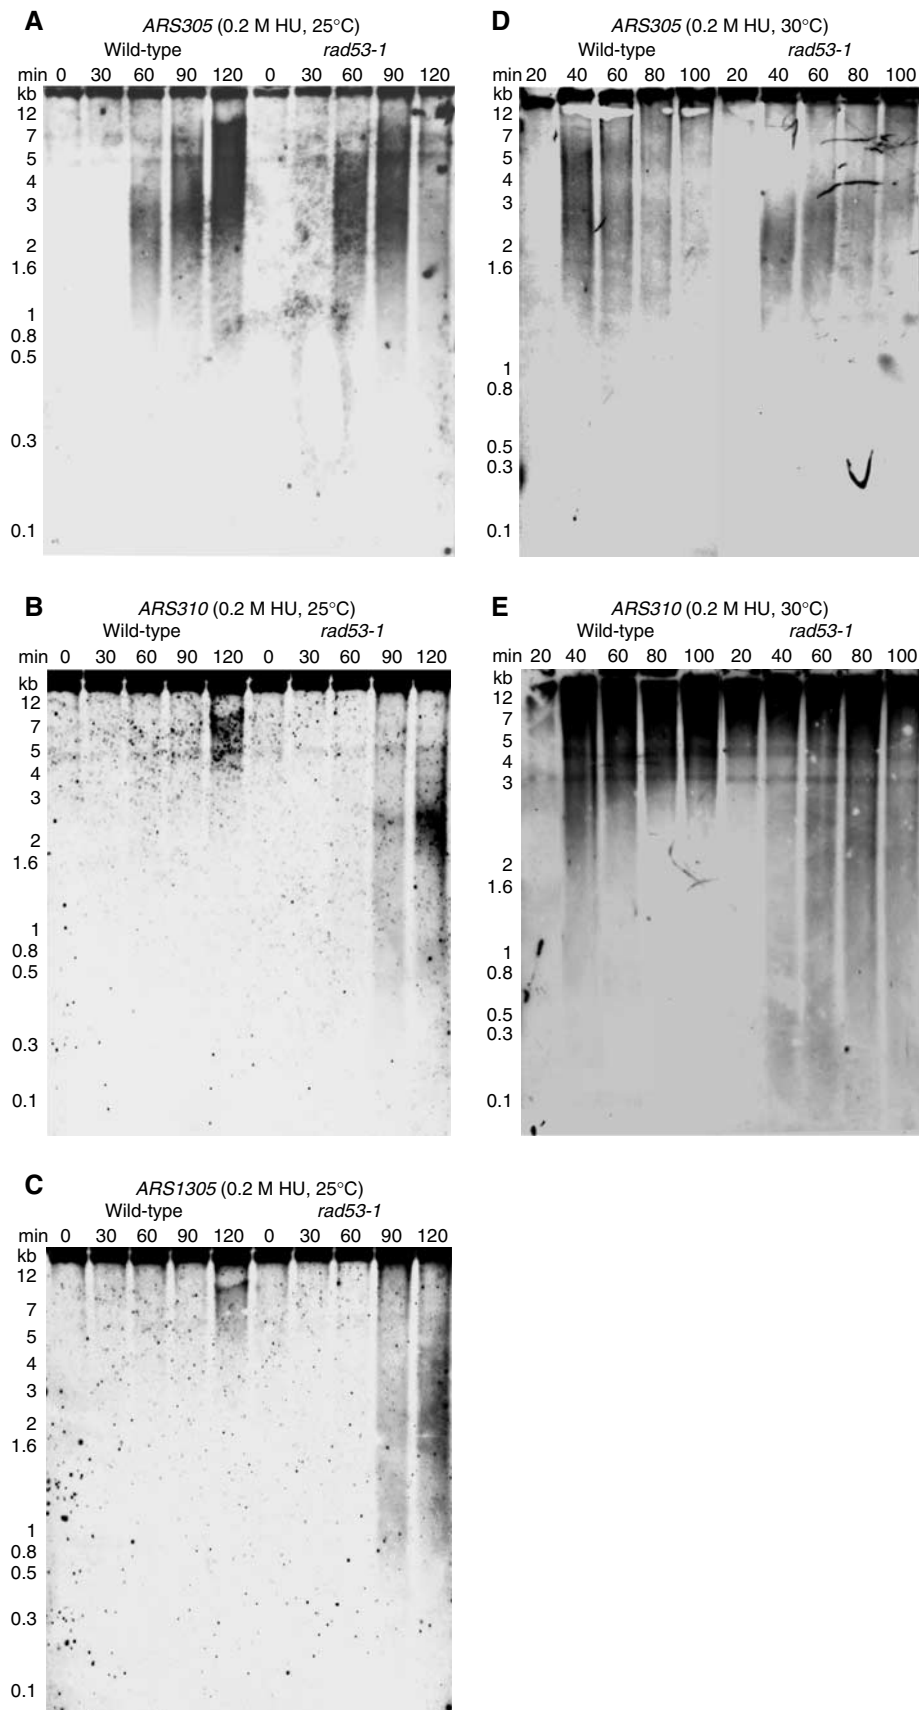 A
ARS305 (0.2 M HU, 25°C)
Wild-type rad53-1
min 0 30 60 90 120 0 30 60 90 120
kb
12
7
5
4
3
2
1.6
1
0.8
0.5
0.3
0.1
D
ARS305 (0.2 M HU, 30°C)
Wild-type rad53-1
min 20 40 60 80 100 20 40 60 80 100
kb
12
7
5
4
3
2
1.6
1
0.8
0.5
0.3
0.1
B
ARS310 (0.2 M HU, 25°C)
Wild-type rad53-1
min 0 30 60 90 120 0 30 60 90 120
kb
12
7
5
4
3
2
1.6
1
0.8
0.5
0.3
0.1
E
ARS310 (0.2 M HU, 30°C)
Wild-type rad53-1
min 20 40 60 80 100 20 40 60 80 100
kb
12
7
5
4
3
2
1.6
1
0.8
0.5
0.3
0.1
C
ARS1305 (0.2 M HU, 25°C)
Wild-type rad53-1
min 0 30 60 90 120 0 30 60 90 120
kb
12
7
5
4
3
2
1.6
1
0.8
0.5
0.3
0.1